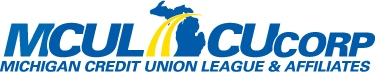 MCUL CUCORP
MICHIGAN CREDIT UNION LEAGUE & AFFILIATES